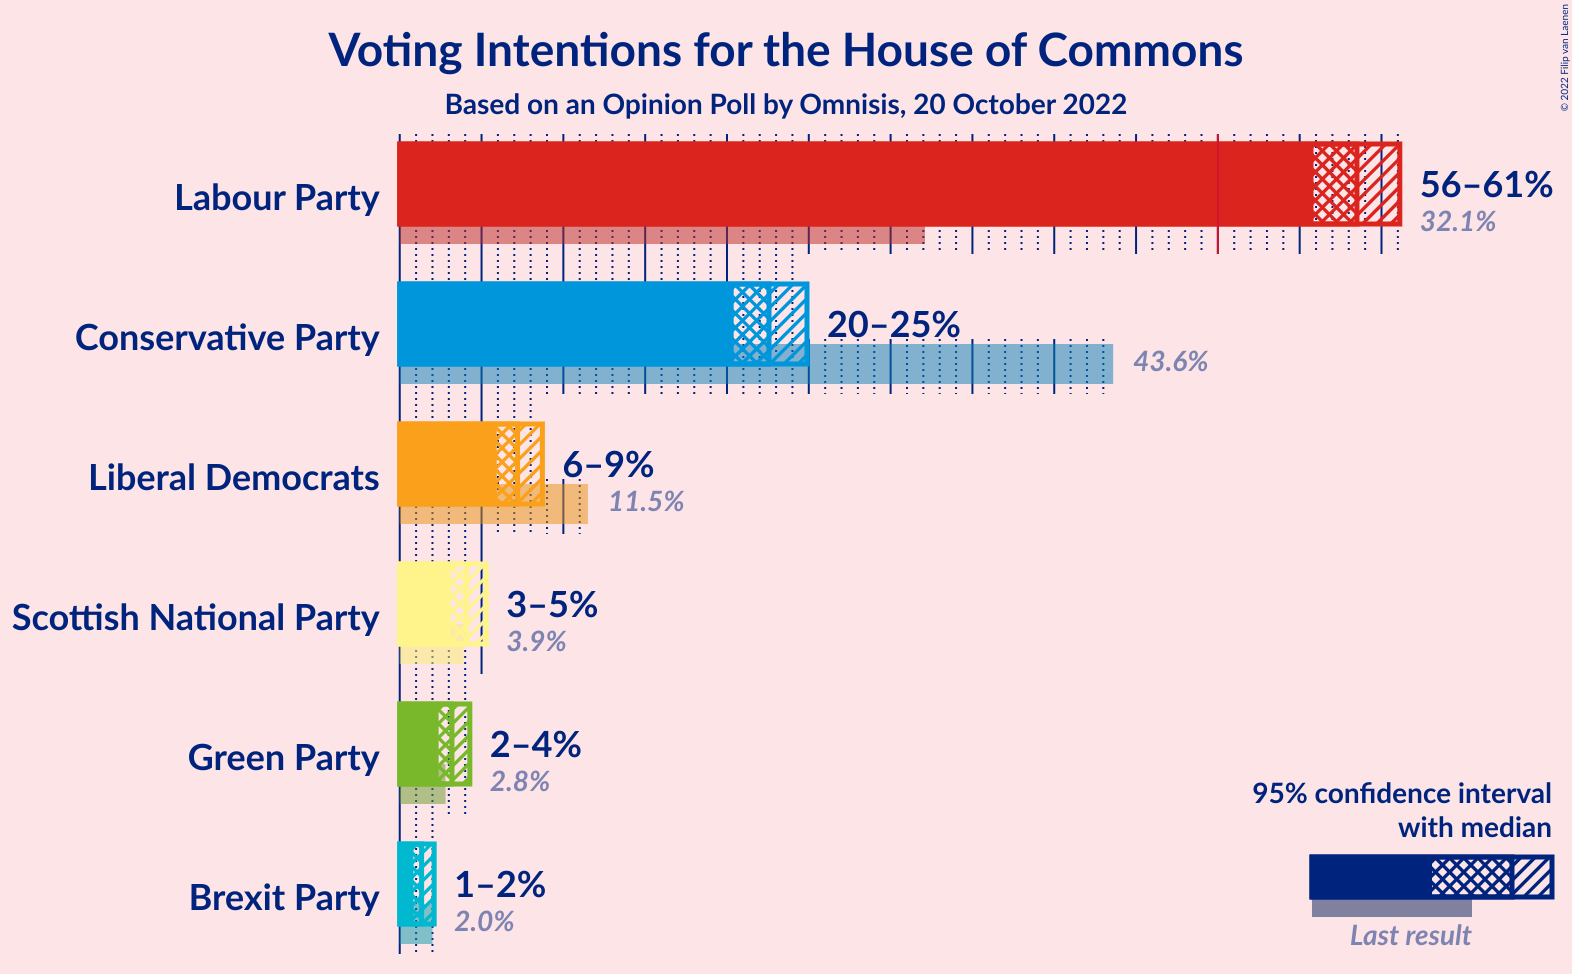 Voting Intentions for the House of Commons
Based on an Opinion Poll by Omnisis, 20 October 2022
© 2022 Filip van Laenen
Labour Party
56–61%
32.1%
Conservative Party
20–25%
43.6%
Liberal Democrats
6–9%
11.5%
Scottish National Party
3–5%
3.9%
Green Party
2–4%
2.8%
Brexit Party
1–2%
2.0%
95% confidence interval
with median
Last result